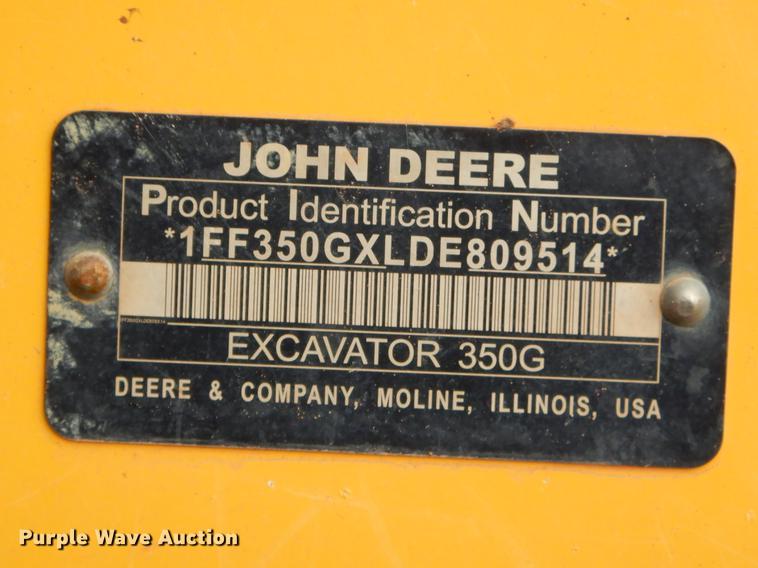 JOHN DEERE
Product Identification Number
*1FF350GXLDE809514*
EXCAVATOR 350G
DEERE & COMPANY, MOLINE, ILLINOIS, USA
Purple Wave Auction